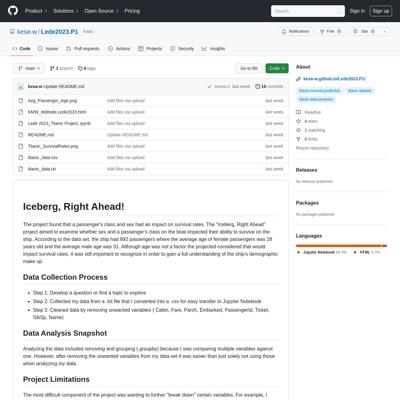 Product Solutions Open Source Pricing
Search
Sign in Sign up
kesa-w / Lede2023.P1 Public
Notifications Fork 0 Star 0
Code Issues Pull requests Actions Projects Security Insights
main 1 branch 0 tags Go to file Code
kesa-w Update README.md last week 16 commits
Avg_Passenger_Age.png Add files via upload last week
KMW_Website.Lede2023.html Add files via upload last week
Lede 2023_Titanic Project .ipynb Add files via upload last week
README.md Update README.md last week
Titanic_SurvivalRates.png Add files via upload last week
titanic_data.csv Add files via upload last week
titanic_data.txt Add files via upload last week
Iceberg, Right Ahead!
The project found that a passenger's class and sex had an impact on survival rates. The "Iceberg, Right Ahead"
project aimed to examine whether sex and a passenger's class on the boat impacted their ability to survive on the
ship. According to the data set, the ship had 892 passengers where the average age of female passengers was 28
years old and the average male age was 31. Although age was not a factor the projected considered that would
impact survival rates, it was still important to recognize in order to gain a full understanding of the ship's demographic
make up.
Data Collection Process
Step 1: Develop a question or find a topic to explore
Step 2: Collected my data from a .txt file that I converted into a .csv for easy transfer to Jupyter Notebook
Step 3: Cleaned data by removing unwanted variables ( Cabin, Fare, Parch, Embarked, PassengerId, Ticket,
SibSp, Name)
Data Analysis Snapshot
Analyzing the data included removing and grouping (.groupby) because I was comparing multiple variables against
one. However, after removing the unwanted variables from my data set it was easier than just solely not using those
when analyzing my data.
Project Limitations
The most difficult component of the project was wanting to further "break down" certain variables. For example, I
About
kesa-w.github.io/Lede2023.P1/
titanic-survival-prediction titanic-dataset
titanic-data-analytics
Readme
0 stars
1 watching
0 forks
Report repository
Releases
No releases published
Packages
No packages published
Languages
Jupyter Notebook 94.3% HTML 5.7%